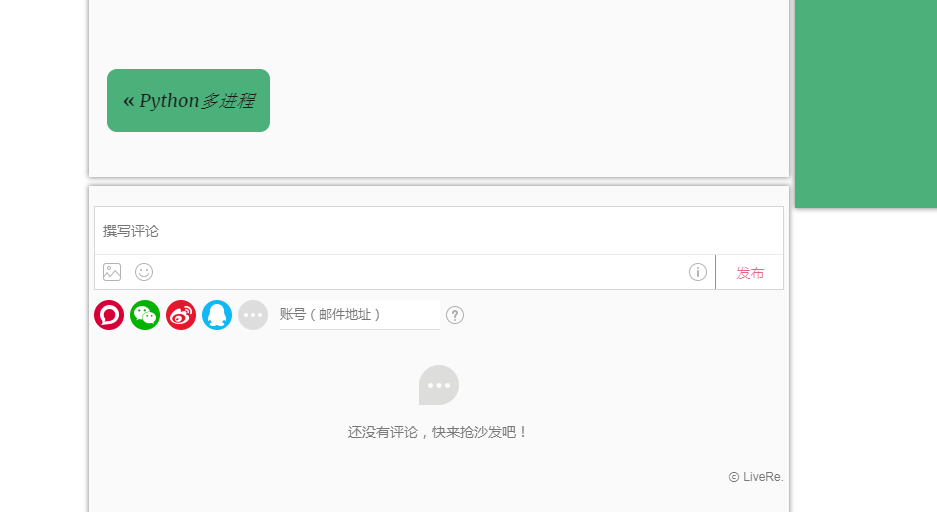 « Python多进程
撰写评论
发布
账号 ( 邮件地址 )
还没有评论，快来抢沙发吧！
ⓒ LiveRe.